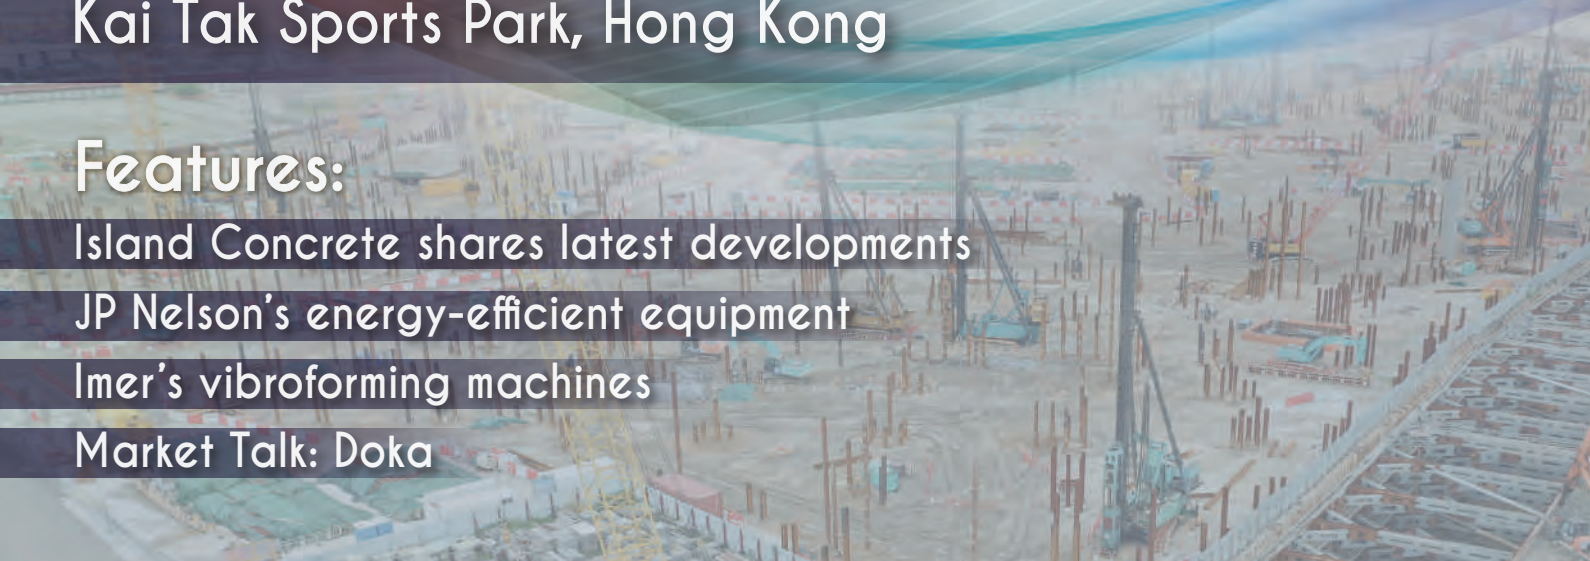 Kai Tak Sports Park, Hong Kong
Features:
Island Concrete shares latest developments
JP Nelson’s energy-efficient equipment
Imer’s vibroforming machines
Market Talk: Doka